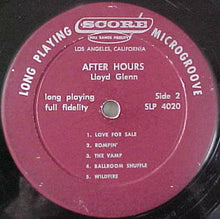 LONG PLAYING MICROGROOVE
SCORE
LOS ANGELES, CALIFORNIA
AFTER HOURS
Lloyd Glenn
long playing
full fidelity
Side 2
SLP 4020
1. LOVE FOR SALE
2. ROMPIN'
3. THE VAMP
4. BALLROOM SHUFFLE
5. WILDFIRE